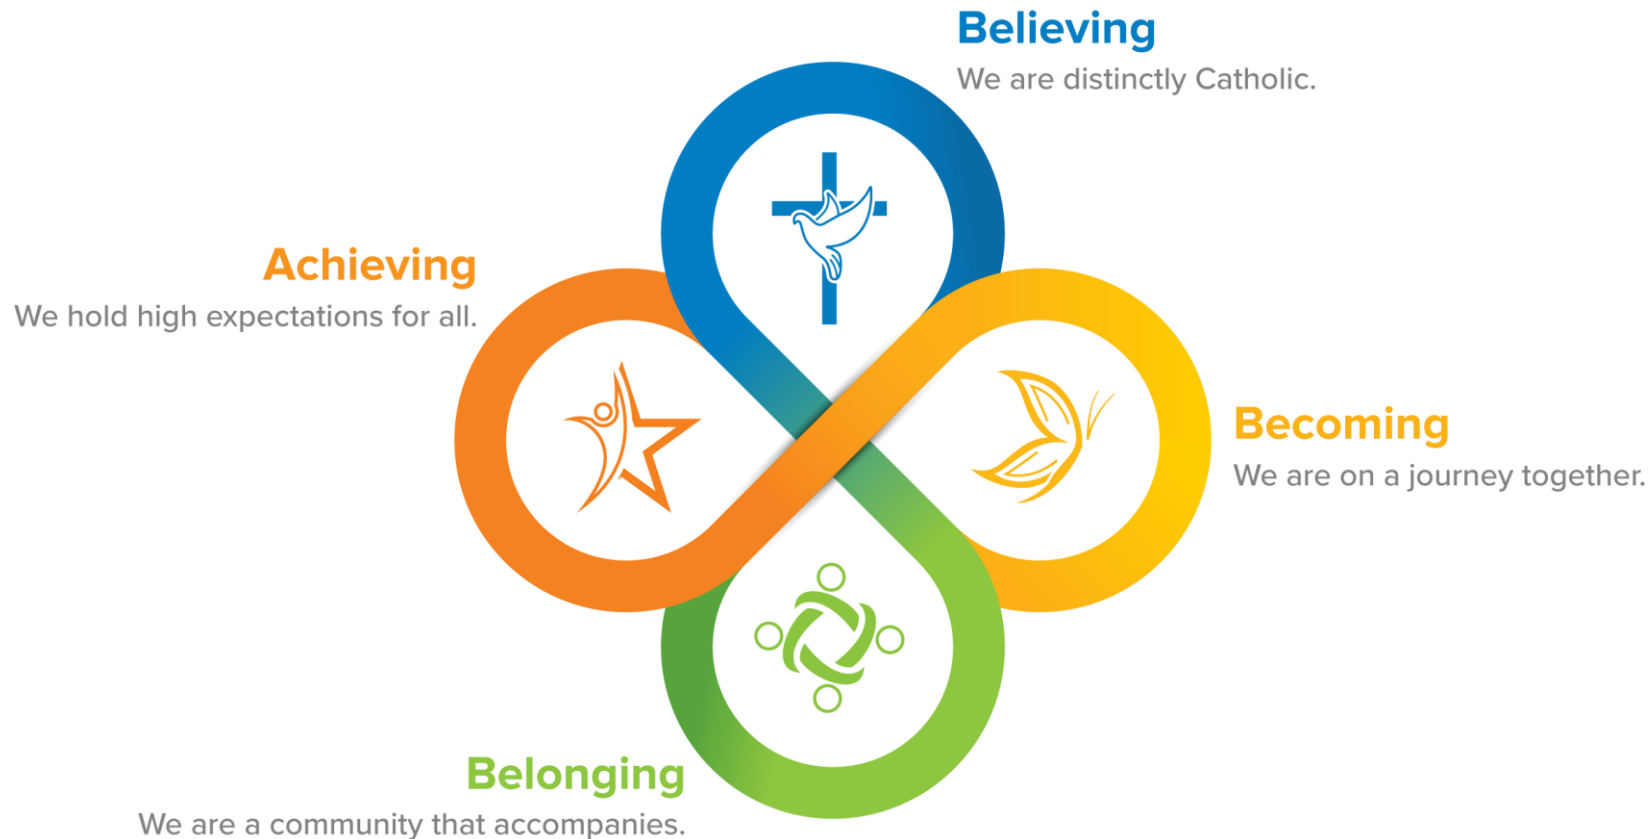 Believing
We are distinctly Catholic.
Achieving
We hold high expectations for all.
Becoming
We are on a journey together.
Belonging
We are a community that accompanies.